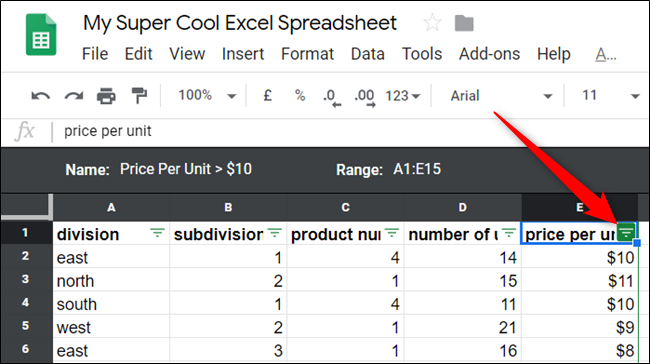 My Super Cool Excel Spreadsheet
File Edit View Insert Format Data Tools Add-ons Help A...
100% £ % .0 .00 123 Arial 11
fx price per unit
Name: Price Per Unit > $10 Range: A1:E15
A B C D E
1 division subdivision product nu number of price per un
2 east 1 4 14 $10
3 north 2 1 15 $11
4 south 1 4 11 $10
5 west 2 1 21 $9
6 east 3 1 16 $8